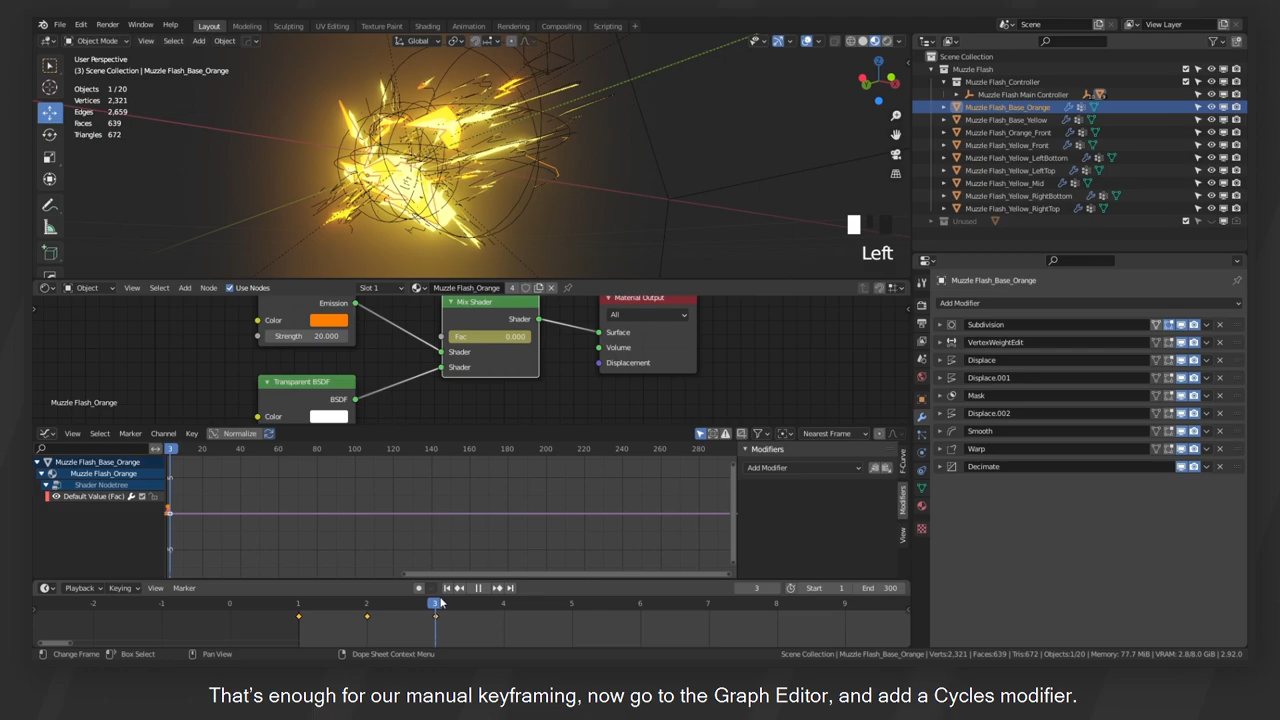 File Edit Render Window Help Layout Modeling Sculpting UV Editing Texture Paint Shading Animation Rendering Compositing Scripting + Scene View Layer
Object Mode View Select Add Object Global
User Perspective
(3) Scene Collection | Muzzle Flash_Base_Orange
Objects 1 / 20
Vertices 2,321
Edges 2,659
Faces 639
Triangles 672
Left
Scene Collection
Muzzle Flash
Muzzle Flash_Controller
Muzzle Flash Main Controller
Muzzle Flash_Base_Orange
Muzzle Flash_Base_Yellow
Muzzle Flash_Orange_Front
Muzzle Flash_Yellow_Front
Muzzle Flash_Yellow_LeftBottom
Muzzle Flash_Yellow_LeftTop
Muzzle Flash_Yellow_Mid
Muzzle Flash_Yellow_RightBottom
Muzzle Flash_Yellow_RightTop
Unused
Object View Select Add Node Use Nodes Slot 1 Muzzle Flash_Orange 4
Emission
Color
Strength 20.000
Transparent BSDF
BSDF
Color
Mix Shader
Shader
Fac 0.000
Shader
Shader
Material Output
All
Surface
Volume
Displacement
Muzzle Flash_Orange
Muzzle Flash_Base_Orange
Add Modifier
Subdivision
VertexWeightEdit
Displace
Displace.001
Mask
Displace.002
Smooth
Warp
Decimate
View Select Marker Channel Key Normalize Nearest Frame
3 20 40 60 80 100 120 140 160 180 200 220 240 260 280
Muzzle Flash_Base_Orange
Muzzle Flash_Orange
Shader Nodetree
Default Value (Fac)
Modifiers
Add Modifier
F-Curve
Modifiers
View
Playback Keying View Marker 3 Start 1 End 300
-2 -1 0 1 2 3 4 5 6 7 8 9
Change Frame Box Select Pan View Dope Sheet Context Menu Scene Collection | Muzzle Flash_Base_Orange | Verts:2,321 | Faces:639 | Tris:672 | Objects:1/20 | Memory: 77.7 MiB | VRAM: 2.8/8.0 GiB | 2.92.0
That's enough for our manual keyframing, now go to the Graph Editor, and add a Cycles modifier.